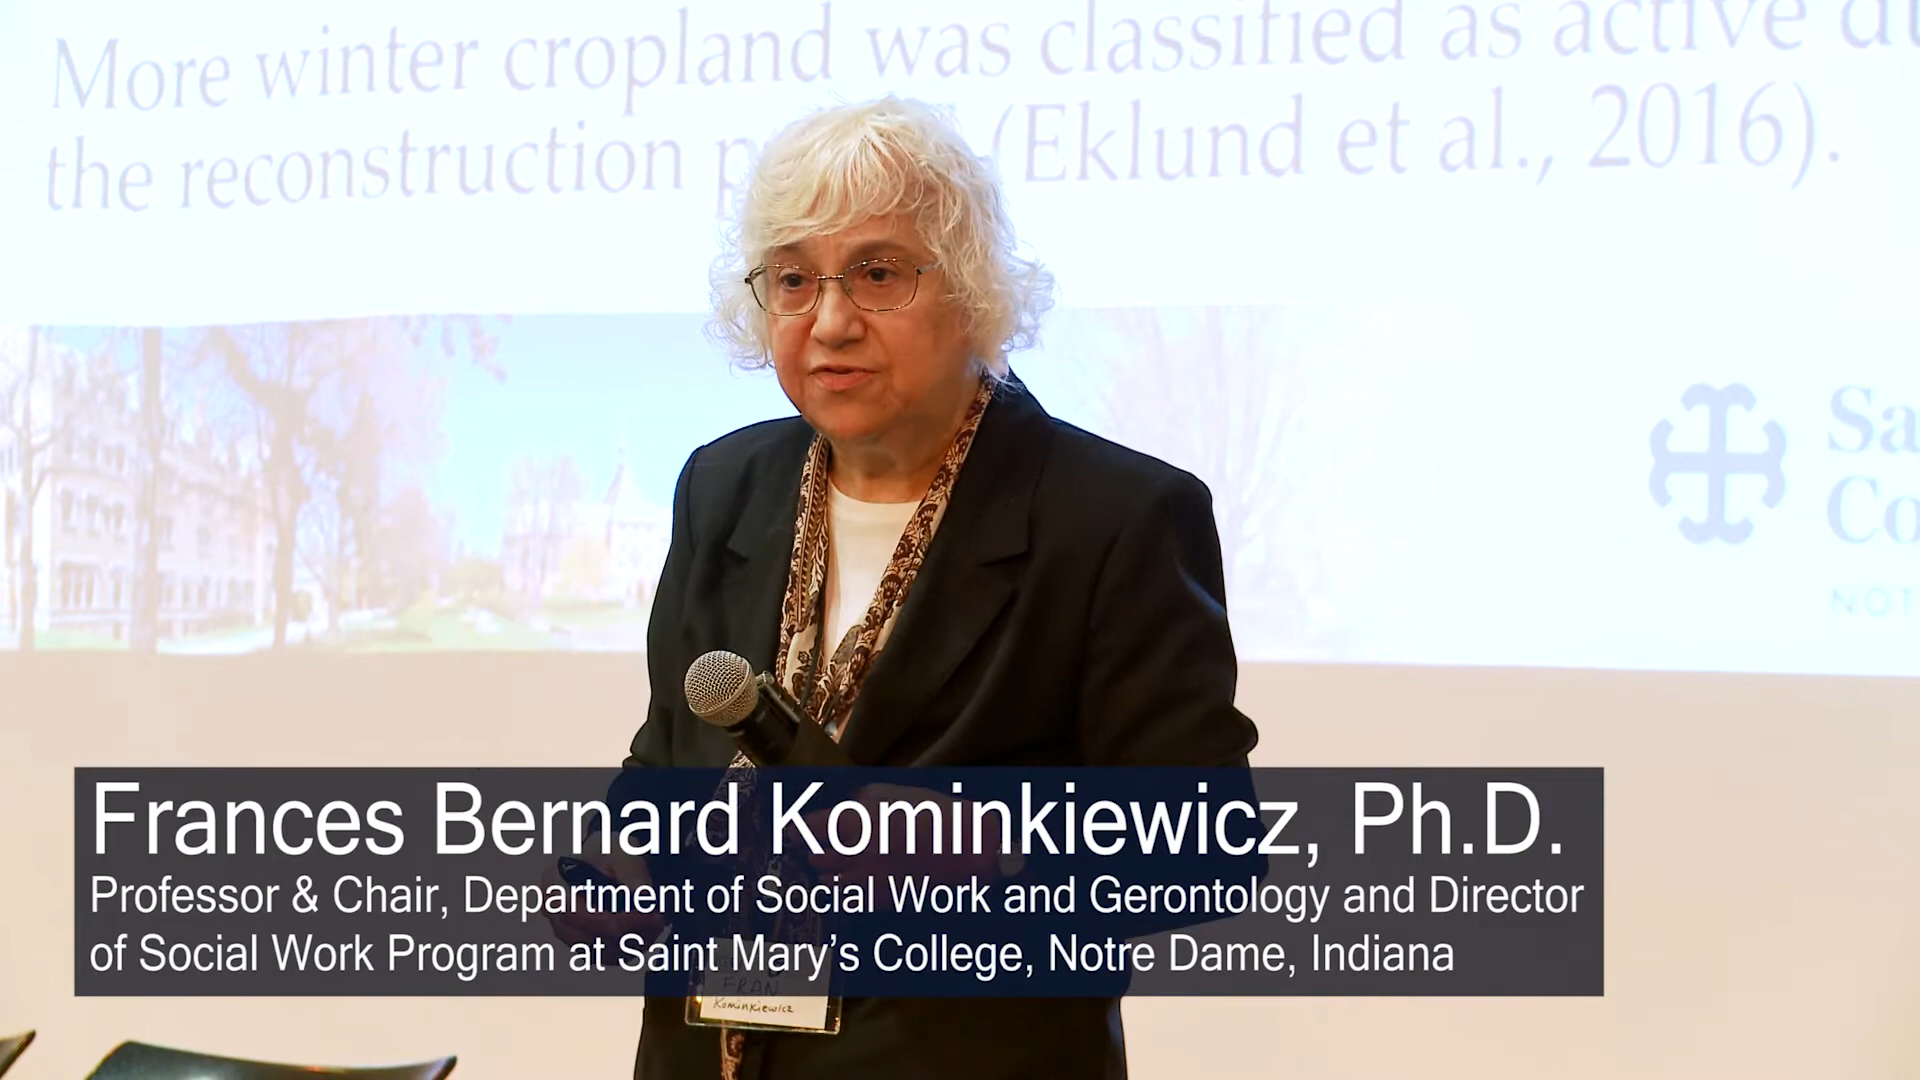 More winter cropland was classified as active
the reconstruction (Eklund et al., 2016).
Frances Bernard Kominkiewicz, Ph.D.
Professor & Chair, Department of Social Work and Gerontology and Director
of Social Work Program at Saint Mary’s College, Notre Dame, Indiana
FRAN
Kominkiewicz